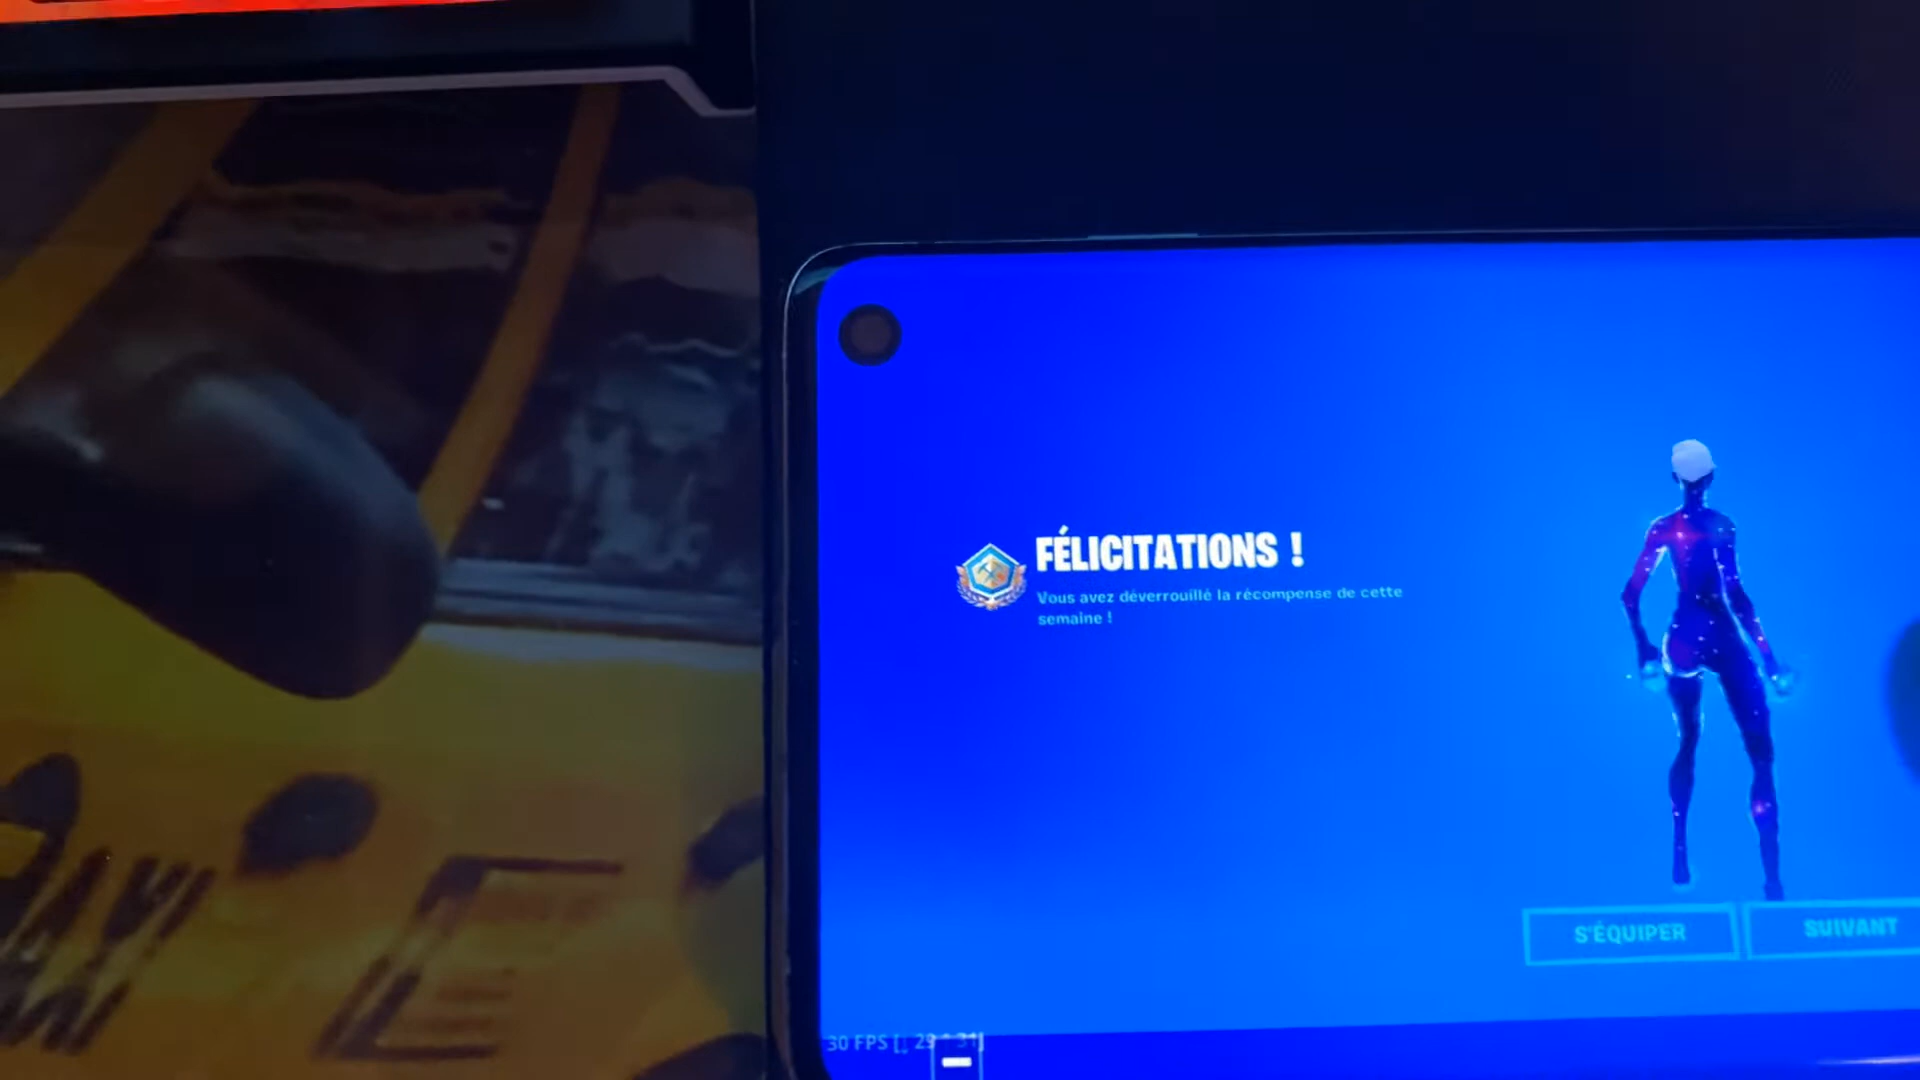 FÉLICITATIONS !
Vous avez déverrouillé la récompense de cette
semaine !
S'ÉQUIPER
SUIVANT
30 FPS [